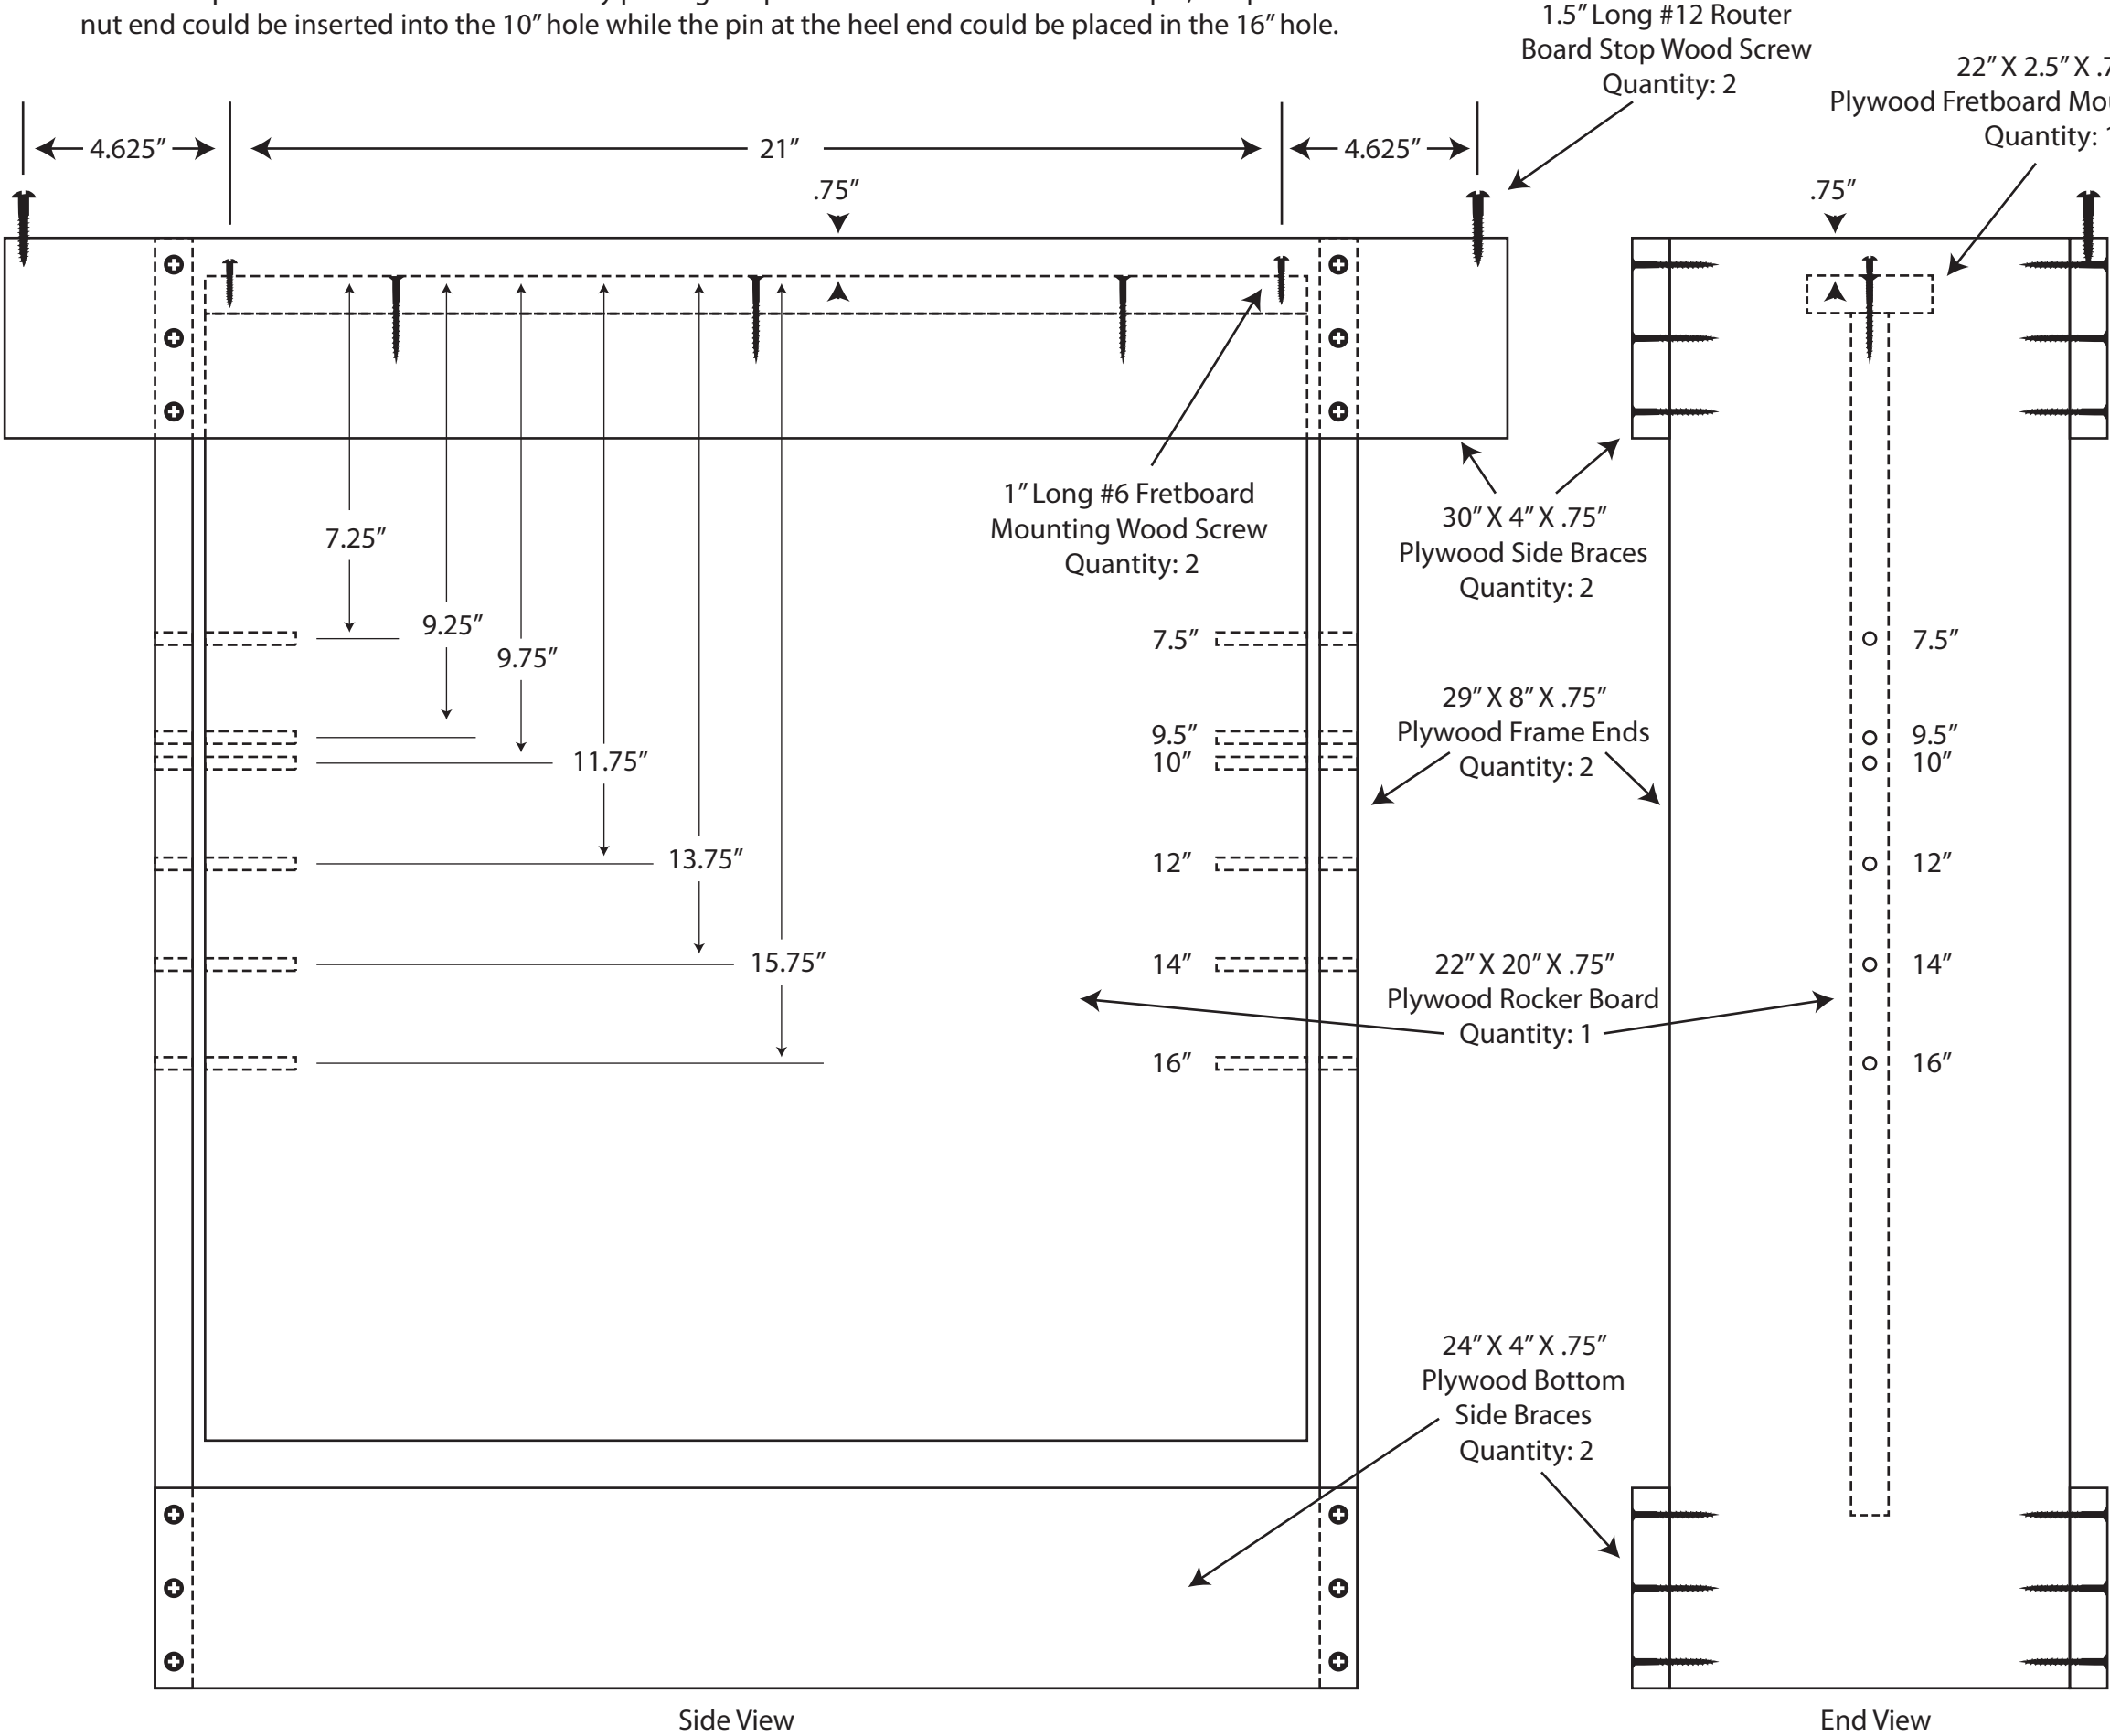 nut end could be inserted into the 10” hole while the pin at the heel end could be placed in the 16” hole.
1.5” Long #12 Router
Board Stop Wood Screw
Quantity: 2
22” X 2.5” X
Plywood Fretboard
Quantity:
4.625”
21”
4.625”
.75”
.75”
1” Long #6 Fretboard
Mounting Wood Screw
Quantity: 2
30” X 4” X .75”
Plywood Side Braces
Quantity: 2
7.25”
9.25”
9.75”
11.75”
13.75”
15.75”
7.5”
9.5”
10”
12”
14”
16”
29” X 8” X .75”
Plywood Frame Ends
Quantity: 2
22” X 20” X .75”
Plywood Rocker Board
Quantity: 1
7.5”
9.5”
10”
12”
14”
16”
24” X 4” X .75”
Plywood Bottom
Side Braces
Quantity: 2
Side View
End View